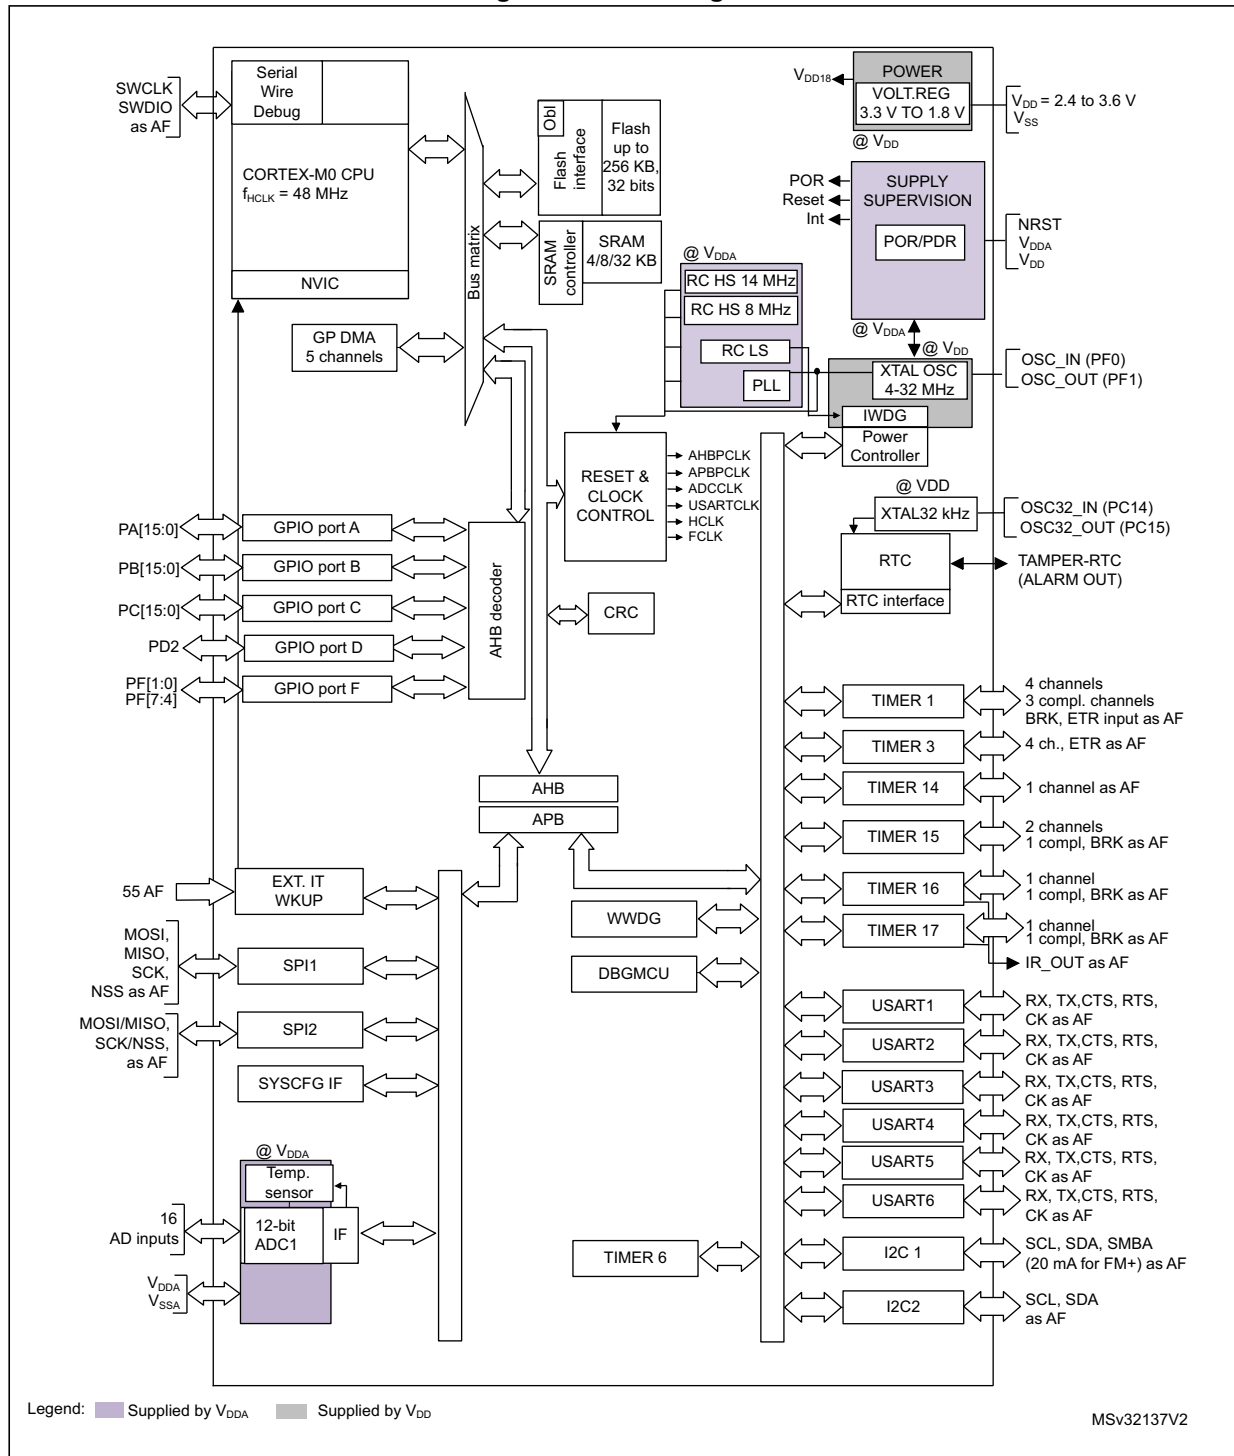 SWCLK
SWDIO
as AF
Serial
Wire
Debug
CORTEX-M0 CPU
fHCLK = 48 MHz
NVIC
GP DMA
5 channels
Bus matrix
Obl
Flash
interface
Flash
up to
256 KB,
32 bits
SRAM
controller
SRAM
4/8/32 KB
VDD18
POWER
VOLT.REG
3.3 V TO 1.8 V
VDD = 2.4 to 3.6 V
VSS
@ VDD
POR
Reset
Int
SUPPLY
SUPERVISION
POR/PDR
NRST
VDDA
VDD
@ VDDA
RC HS 14 MHz
RC HS 8 MHz
RC LS
PLL
@ VDDA
@ VDD
XTAL OSC
4-32 MHz
OSC_IN (PF0)
OSC_OUT (PF1)
IWDG
Power
Controller
RESET &
CLOCK
CONTROL
AHBPCLK
APBPCLK
ADCCLK
USARTCLK
HCLK
FCLK
@ VDD
XTAL32 kHz
OSC32_IN (PC14)
OSC32_OUT (PC15)
RTC
RTC interface
TAMPER-RTC
(ALARM OUT)
PA[15:0]
GPIO port A
PB[15:0]
GPIO port B
PC[15:0]
GPIO port C
PD2
GPIO port D
PF[1:0]
PF[7:4]
GPIO port F
AHB decoder
CRC
AHB
APB
TIMER 1
4 channels
3 compl. channels
BRK, ETR input as AF
TIMER 3
4 ch., ETR as AF
TIMER 14
1 channel as AF
TIMER 15
2 channels
1 compl, BRK as AF
TIMER 16
1 channel
1 compl, BRK as AF
TIMER 17
1 channel
1 compl, BRK as AF
IR_OUT as AF
55 AF
EXT. IT
WKUP
WWDG
DBGMCU
MOSI,
MISO,
SCK,
NSS as AF
SPI1
MOSI/MISO,
SCK/NSS,
as AF
SPI2
SYSCFG IF
USART1
RX, TX,CTS, RTS,
CK as AF
USART2
RX, TX,CTS, RTS,
CK as AF
USART3
RX, TX,CTS, RTS,
CK as AF
USART4
RX, TX,CTS, RTS,
CK as AF
USART5
RX, TX,CTS, RTS,
CK as AF
USART6
RX, TX,CTS, RTS,
CK as AF
@ VDDA
Temp.
sensor
16
AD inputs
12-bit
ADC1
IF
VDDA
VSSA
TIMER 6
I2C 1
SCL, SDA, SMBA
(20 mA for FM+) as AF
I2C2
SCL, SDA
as AF
Legend:
Supplied by VDDA
Supplied by VDD
MSv32137V2